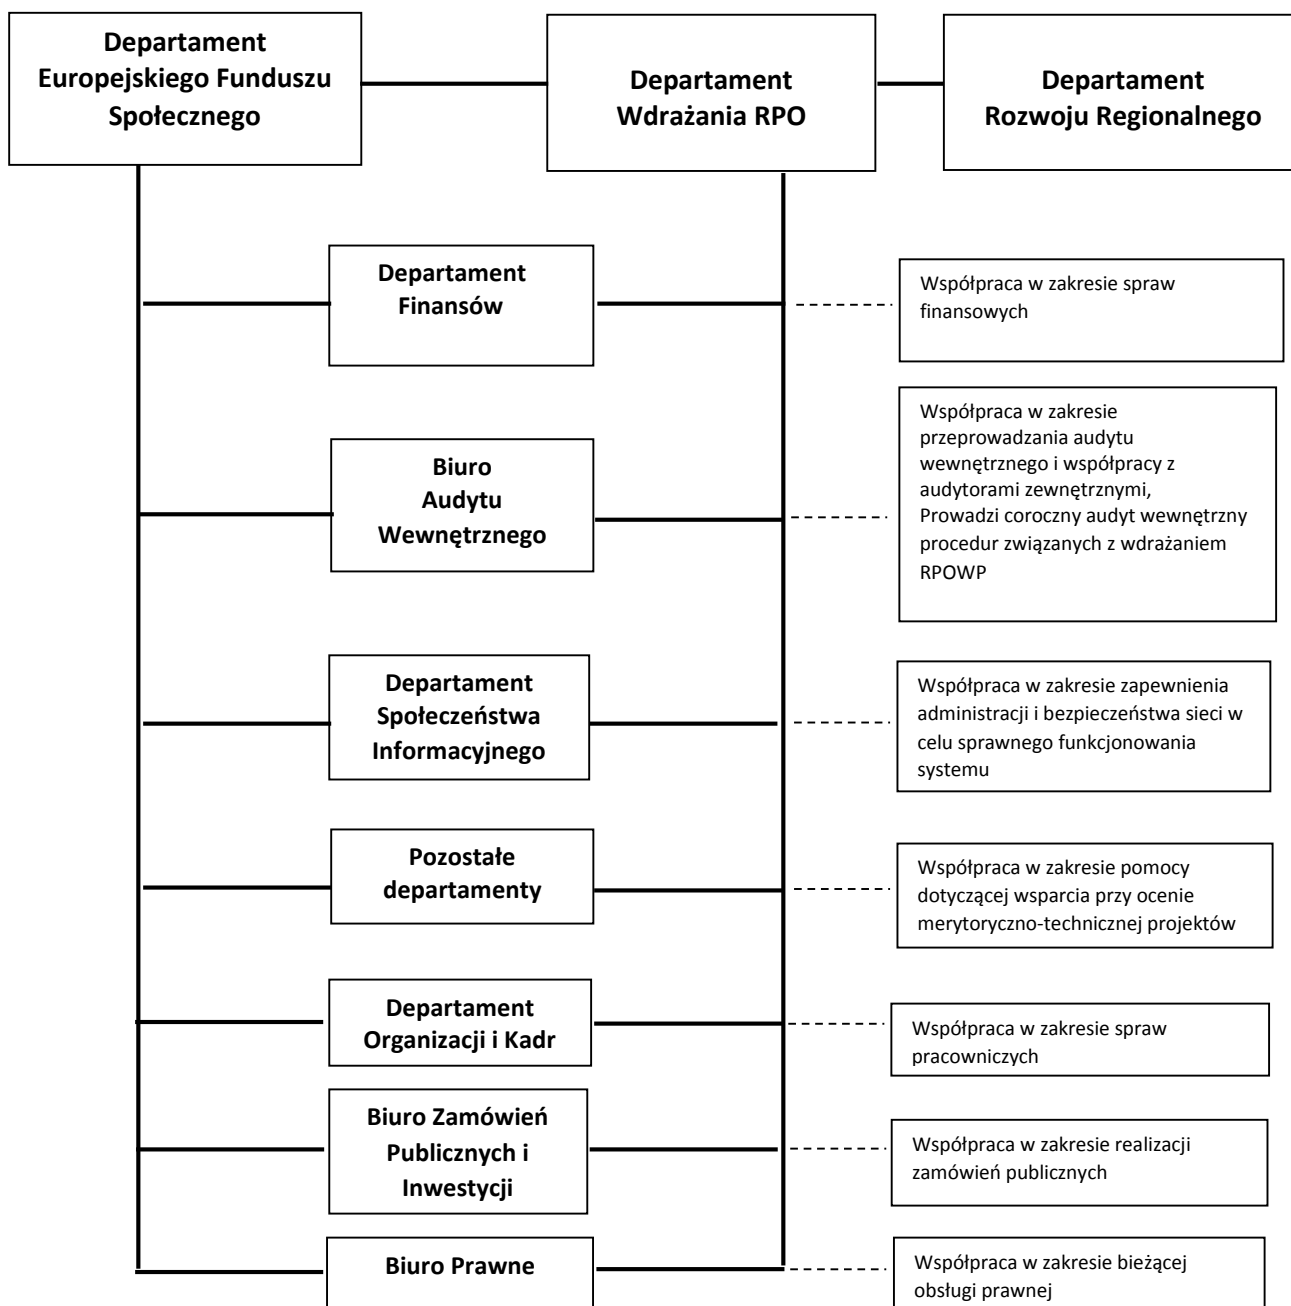 Departament
Europejskiego Funduszu
Społecznego
Departament
Wdrażania RPO
Departament
Rozwoju Regionalnego
Departament
Finansów
Współpraca w zakresie spraw
finansowych
Biuro
Audytu
Wewnętrznego
Współpraca w zakresie
przeprowadzania audytu
wewnętrznego i współpracy z
audytorami zewnętrznymi,
Prowadzi coroczny audyt wewnętrzny
procedur związanych z wdrażaniem
RPOWP
Departament
Społeczeństwa
Informacyjnego
Współpraca w zakresie zapewnienia
administracji i bezpieczeństwa sieci w
celu sprawnego funkcjonowania
systemu
Pozostałe
departamenty
Współpraca w zakresie pomocy
dotyczącej wsparcia przy ocenie
merytoryczno-technicznej projektów
Departament
Organizacji i Kadr
Współpraca w zakresie spraw
pracowniczych
Biuro Zamówień
Publicznych i
Inwestycji
Współpraca w zakresie realizacji
zamówień publicznych
Biuro Prawne
Współpraca w zakresie bieżącej
obsługi prawnej